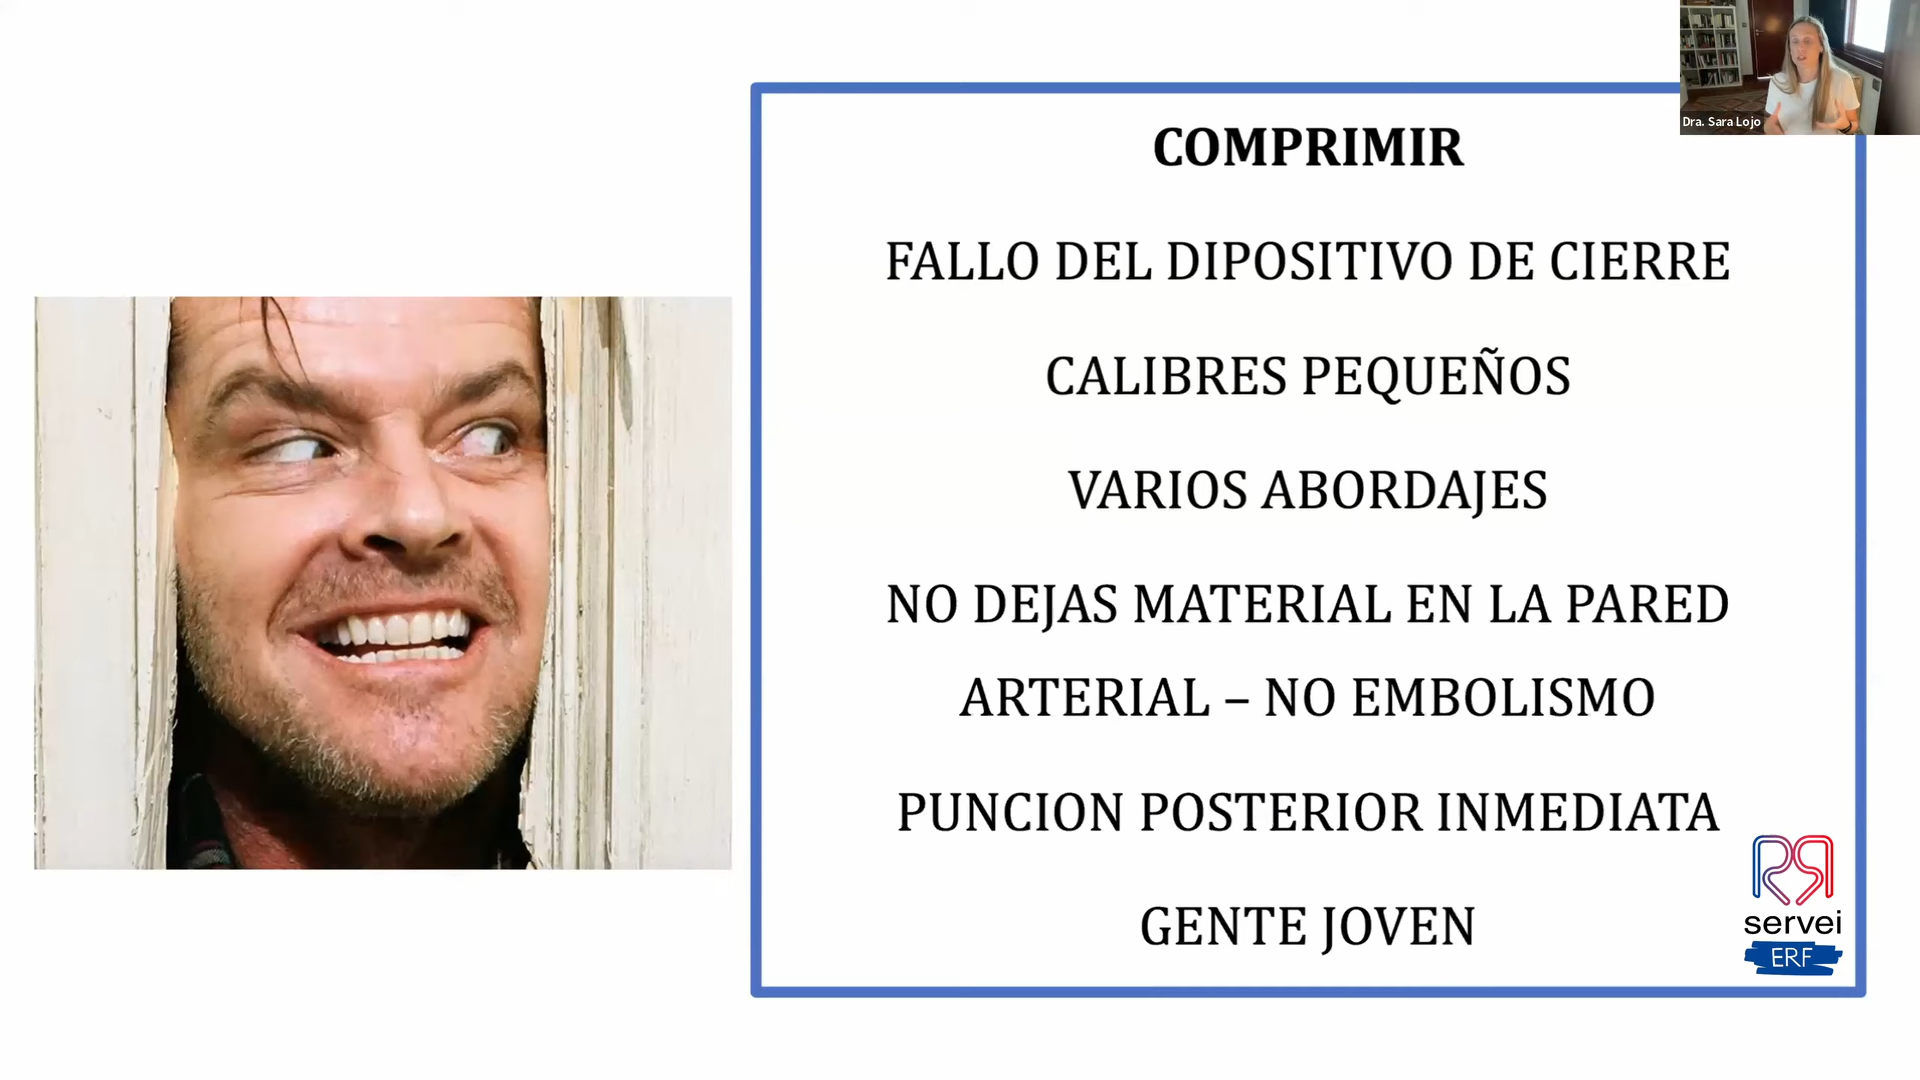 Dra. Sara Lojo
COMPRIMIR
FALLO DEL DIPOSITIVO DE CIERRE
CALIBRES PEQUEÑOS
VARIOS ABORDAJES
NO DEJAS MATERIAL EN LA PARED
ARTERIAL – NO EMBOLISMO
PUNCION POSTERIOR INMEDIATA
GENTE JOVEN
servei
ERF